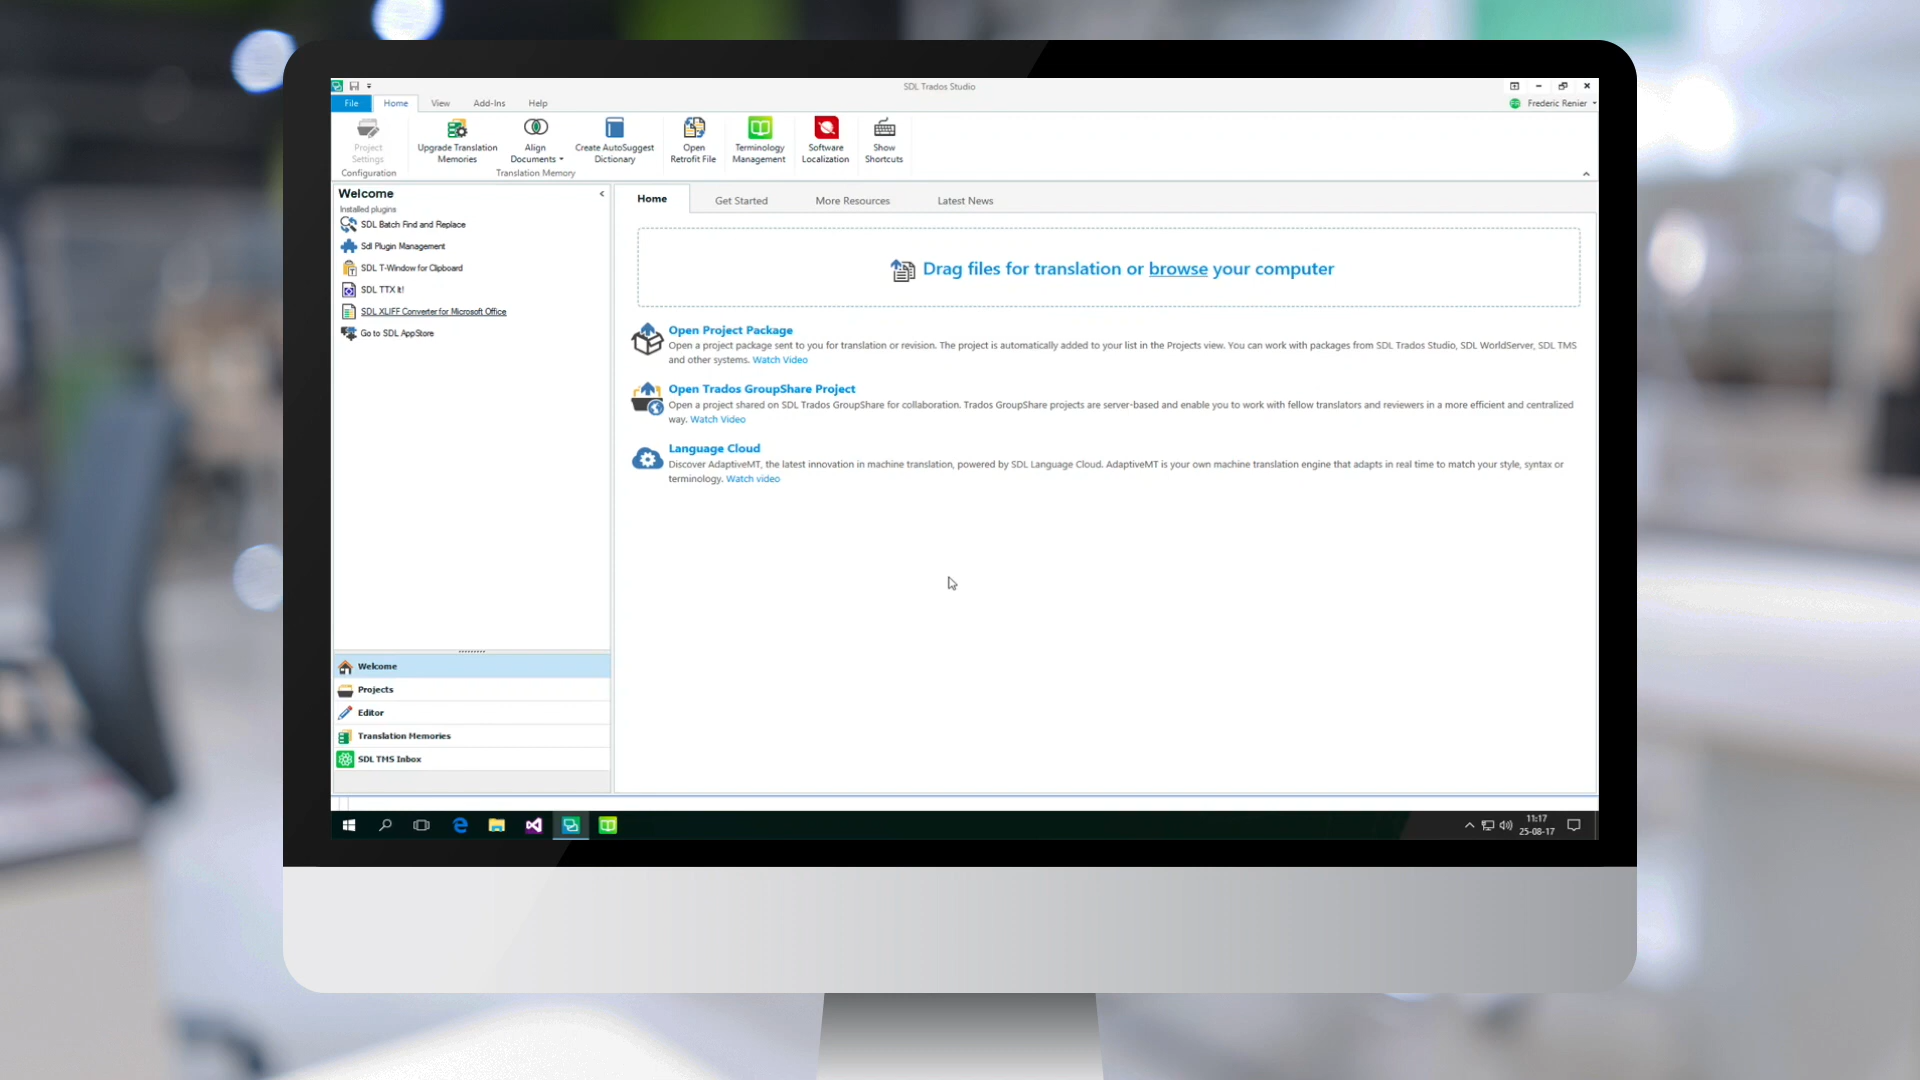 SDL Trados Studio
File Home View Add-Ins Help
Frederic Renier
Project Settings
Upgrade Translation Memories
Align Documents
Create AutoSuggest Dictionary
Open Retrofit File
Terminology Management
Software Localization
Show Shortcuts
Configuration
Translation Memory
Welcome
Installed plugins
SDL Batch Find and Replace
Sdl Plugin Management
SDL T-Window for Clipboard
SDL TTX It!
SDL XLIFF Converter for Microsoft Office
Go to SDL AppStore
Welcome
Projects
Editor
Translation Memories
SDL TMS Inbox
Home Get Started More Resources Latest News
Drag files for translation or browse your computer
Open Project Package
Open a project package sent to you for translation or revision. The project is automatically added to your list in the Projects view. You can work with packages from SDL Trados Studio, SDL WorldServer, SDL TMS
and other systems. Watch Video
Open Trados GroupShare Project
Open a project shared on SDL Trados GroupShare for collaboration. Trados GroupShare projects are server-based and enable you to work with fellow translators and reviewers in a more efficient and centralized
way. Watch Video
Language Cloud
Discover AdaptiveMT, the latest innovation in machine translation, powered by SDL Language Cloud. AdaptiveMT is your own machine translation engine that adapts in real time to match your style, syntax or
terminology. Watch video
11:17
25-08-17